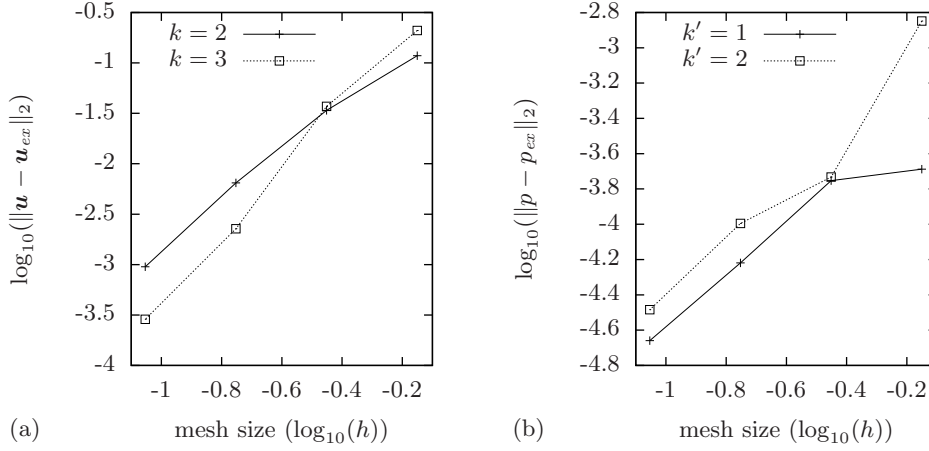 -0.5
-1
-1.5
-2
-2.5
-3
-3.5
-4
-1
-0.8
-0.6
-0.4
-0.2
log₁₀(||u − u_ex||₂)
mesh size (log₁₀(h))
k = 2
k = 3
(a)
-2.8
-3
-3.2
-3.4
-3.6
-3.8
-4
-4.2
-4.4
-4.6
-4.8
-1
-0.8
-0.6
-0.4
-0.2
log₁₀(||p − p_ex||₂)
mesh size (log₁₀(h))
k′ = 1
k′ = 2
(b)